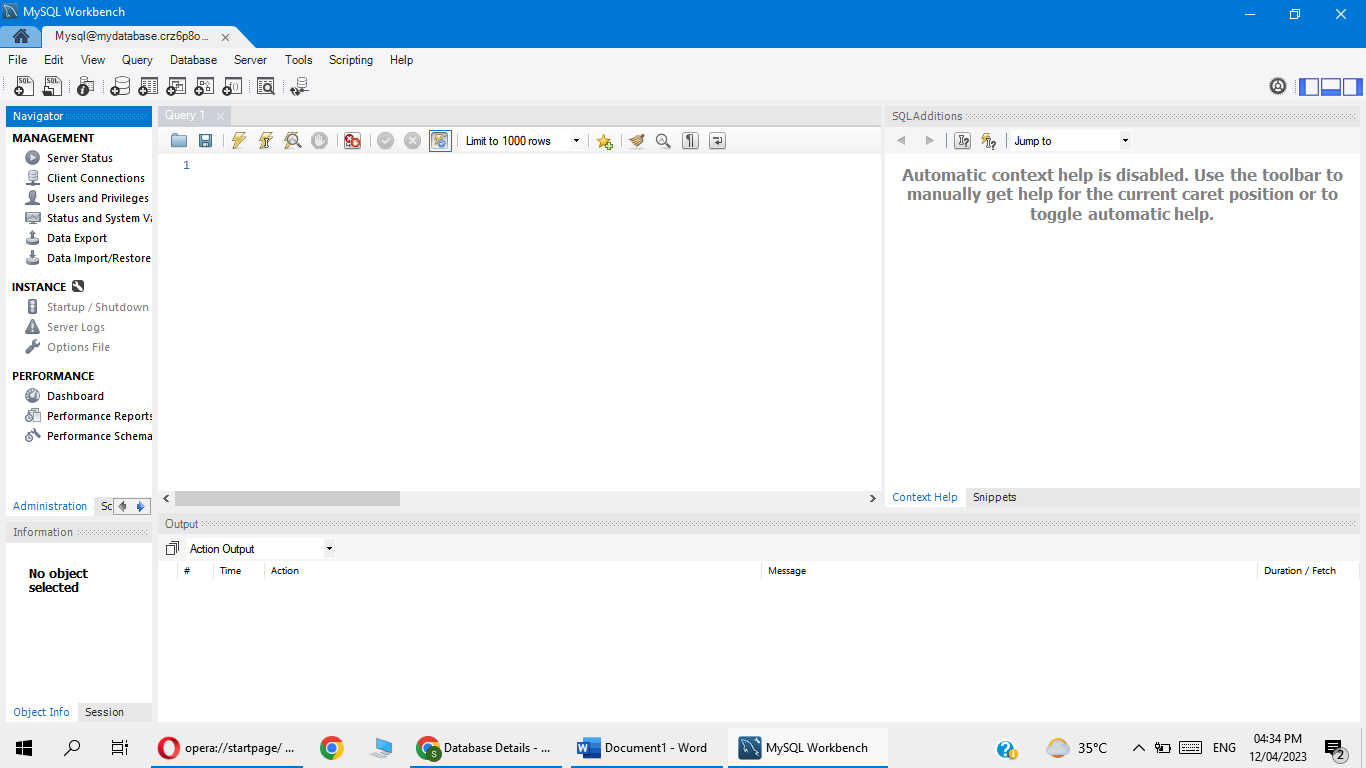 MySQL Workbench
Mysql@mydatabase.crz6p8o...
File Edit View Query Database Server Tools Scripting Help
Navigator
MANAGEMENT
Server Status
Client Connections
Users and Privileges
Status and System Va
Data Export
Data Import/Restore
INSTANCE
Startup / Shutdown
Server Logs
Options File
PERFORMANCE
Dashboard
Performance Reports
Performance Schema
Administration Sc
Information
No object
selected
Object Info Session
Query 1
Limit to 1000 rows
1
SQLAdditions
Jump to
Automatic context help is disabled. Use the toolbar to
manually get help for the current caret position or to
toggle automatic help.
Context Help Snippets
Output
Action Output
# Time Action Message Duration / Fetch
opera://startpage/ ...
Database Details - ...
Document1 - Word
MySQL Workbench
35°C
ENG
04:34 PM
12/04/2023
2